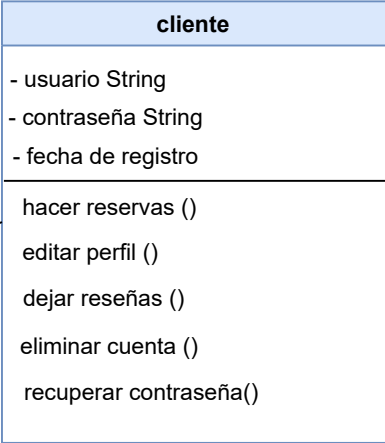 cliente
- usuario String
- contraseña String
- fecha de registro
hacer reservas ()
editar perfil ()
dejar reseñas ()
eliminar cuenta ()
recuperar contraseña()